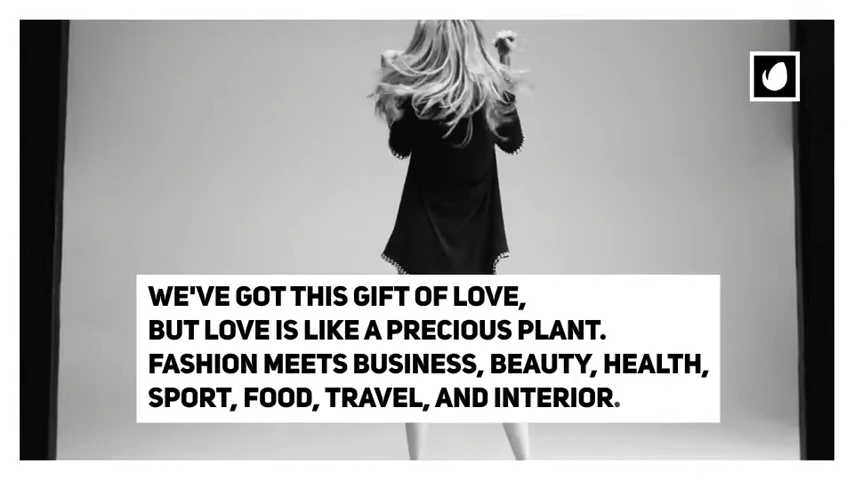 WE'VE GOT THIS GIFT OF LOVE,
BUT LOVE IS LIKE A PRECIOUS PLANT.
FASHION MEETS BUSINESS, BEAUTY, HEALTH,
SPORT, FOOD, TRAVEL, AND INTERIOR.